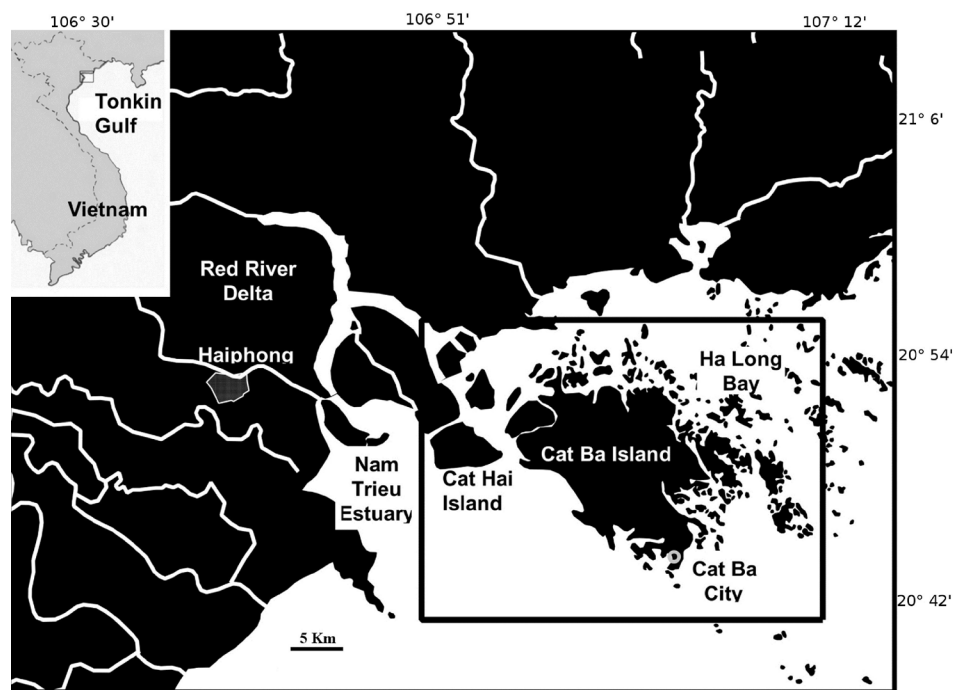 106° 30'
106° 51'
107° 12'
Tonkin
Gulf
21° 6'
Vietnam
Red River
Delta
Haiphong
20° 54'
Ha Long
Bay
Cat Ba Island
Nam
Trieu
Estuary
Cat Hai
Island
Cat Ba
City
20° 42'
5 Km